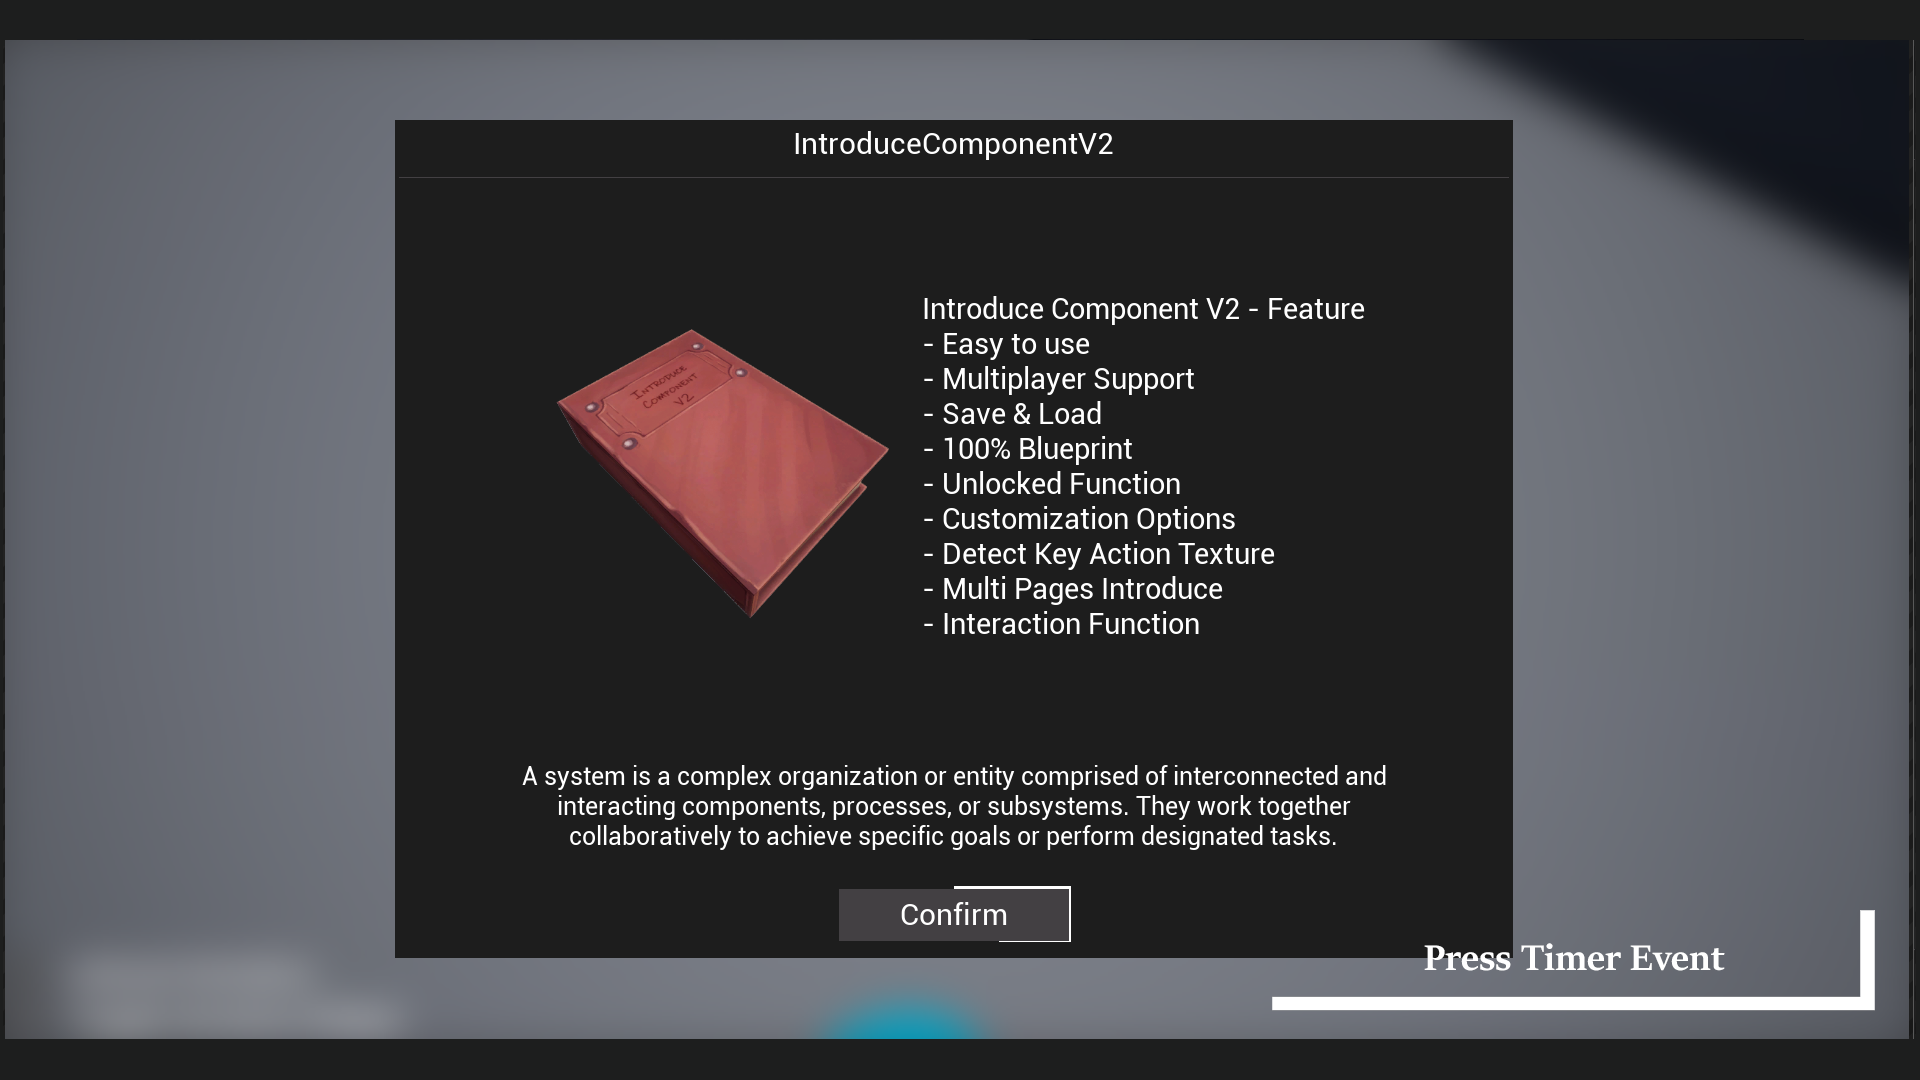 IntroduceComponentV2
INTRODUCE
COMPONENT
V2
Introduce Component V2 - Feature
- Easy to use
- Multiplayer Support
- Save & Load
- 100% Blueprint
- Unlocked Function
- Customization Options
- Detect Key Action Texture
- Multi Pages Introduce
- Interaction Function
A system is a complex organization or entity comprised of interconnected and
interacting components, processes, or subsystems. They work together
collaboratively to achieve specific goals or perform designated tasks.
Confirm
Press Timer Event